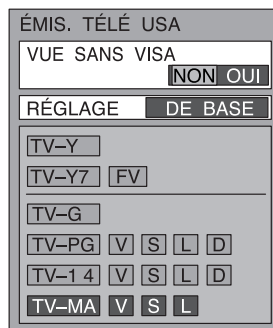 ÉMIS. TÉLÉ USA
VUE SANS VISA
NON OUI
RÉGLAGE DE BASE
TV–Y
TV–Y7 FV
TV–G
TV–PG V S L D
TV–1 4 V S L D
TV–MA V S L